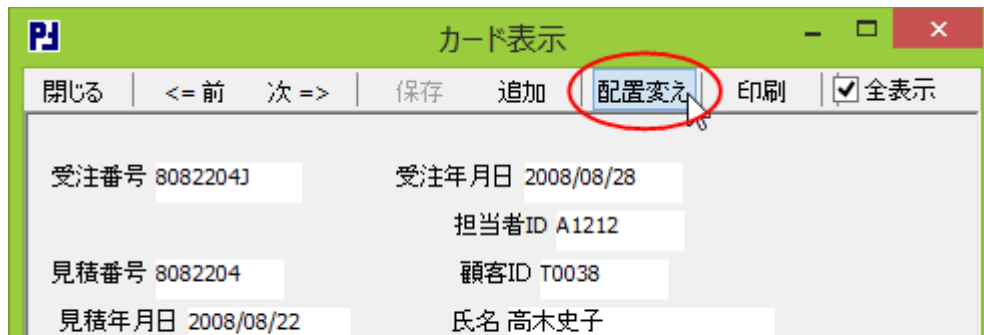 カード表示
閉じる <= 前 次 => 保存 追加 配置変え 印刷 全表示
受注番号 8082204J 受注年月日 2008/08/28
担当者ID A1212
見積番号 8082204 顧客ID T0038
見積年月日 2008/08/22 氏名 高木史子